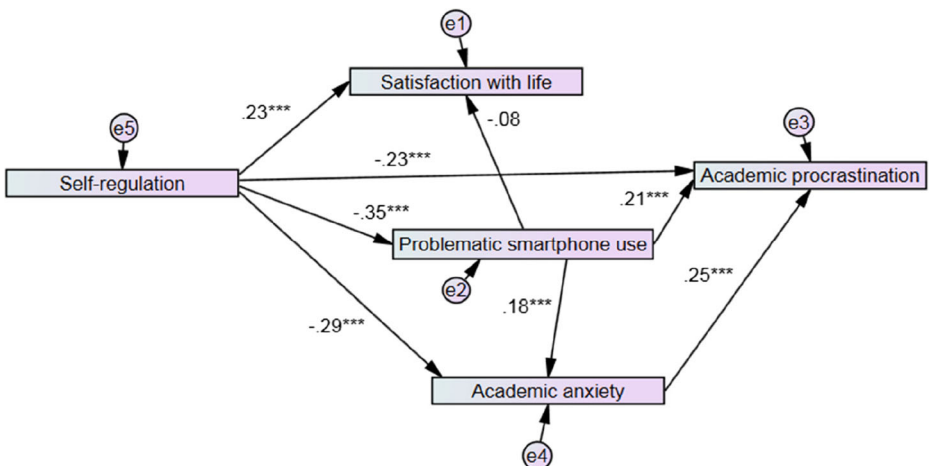 e1
Satisfaction with life
.23***
-.08
e5
e3
-.23***
Self-regulation
Academic procrastination
.21***
-.35***
Problematic smartphone use
e2
.25***
.18***
-.29***
Academic anxiety
e4